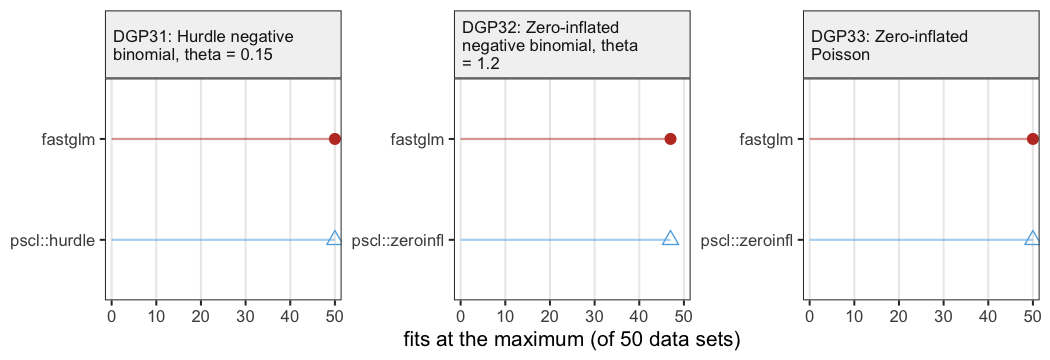 DGP31: Hurdle negative
binomial, theta = 0.15
DGP32: Zero-inflated
negative binomial, theta
= 1.2
DGP33: Zero-inflated
Poisson
fastglm
pscl::hurdle
0 10 20 30 40 50
fastglm
pscl::zeroinfl
0 10 20 30 40 50
fastglm
pscl::zeroinfl
0 10 20 30 40 50
fits at the maximum (of 50 data sets)